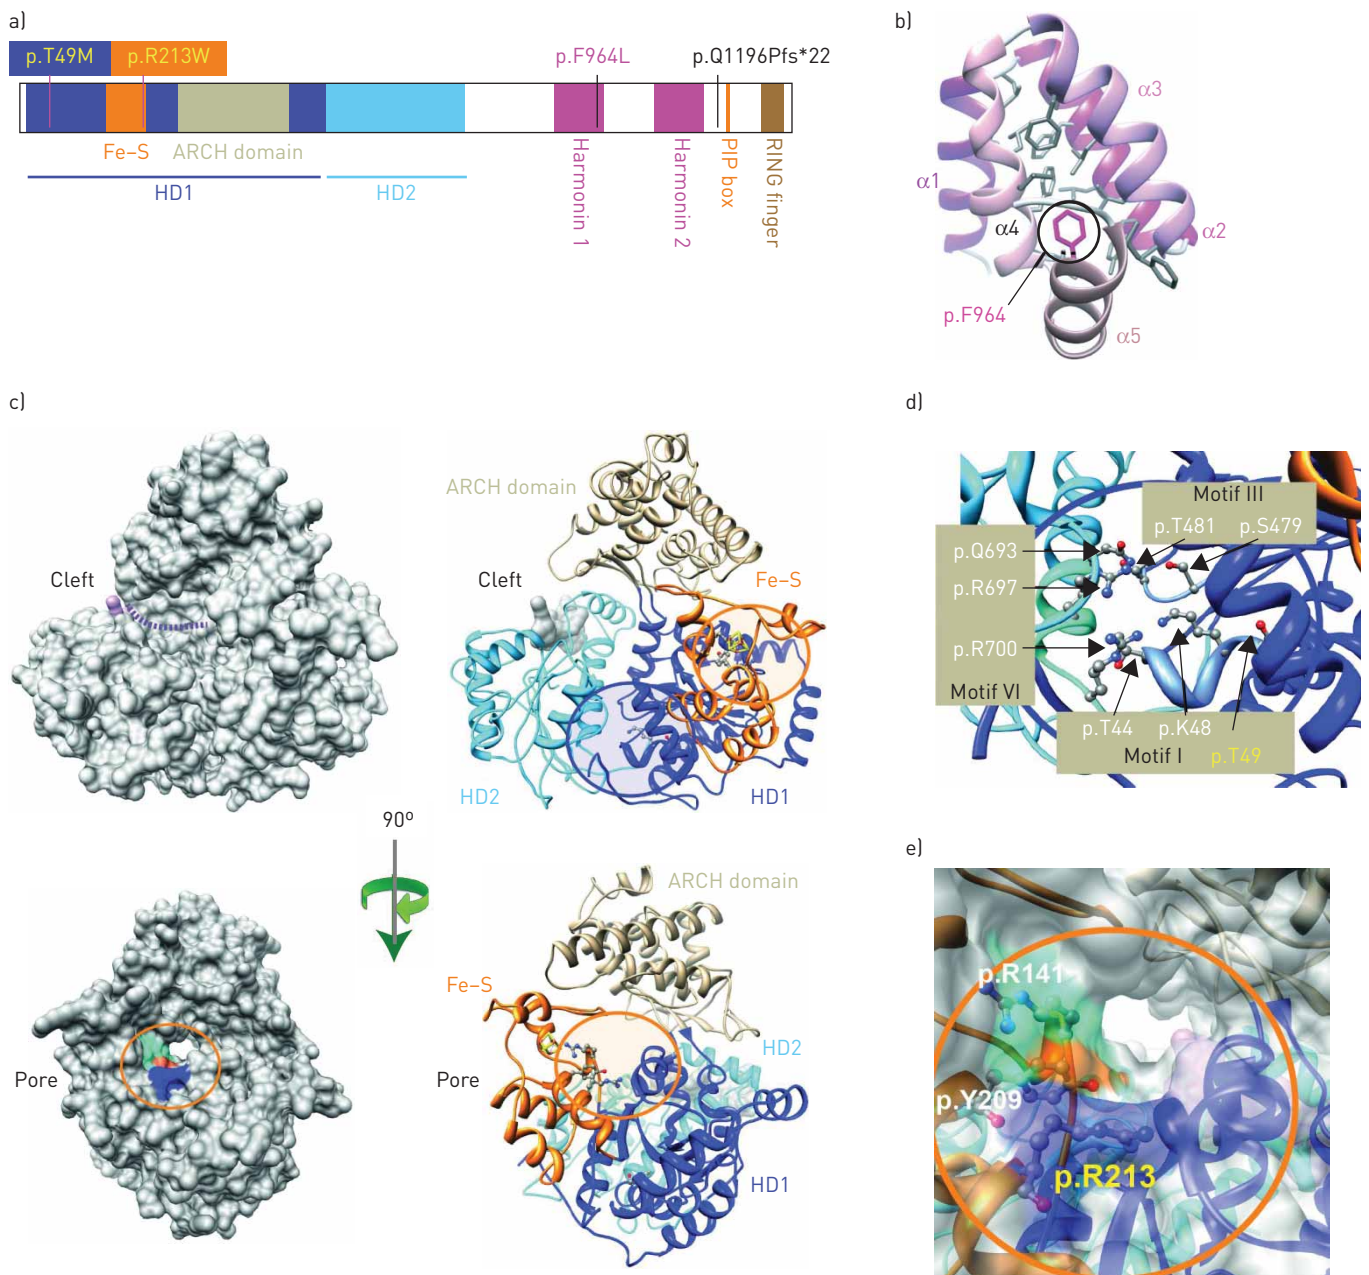 a)
p.T49M
p.R213W
p.F964L
p.Q1196Pfs*22
Fe–S
ARCH domain
HD1
HD2
Harmonin 1
Harmonin 2
PIP box
RING finger
b)
α3
α1
α4
α2
p.F964
α5
c)
Cleft
ARCH domain
Cleft
Fe–S
HD2
HD1
90º
Pore
ARCH domain
Fe–S
HD2
Pore
HD1
d)
Motif III
p.T481
p.S479
p.Q693
p.R697
p.R700
Motif VI
p.T44
p.K48
Motif I
p.T49
e)
p.R141
p.Y209
p.R213